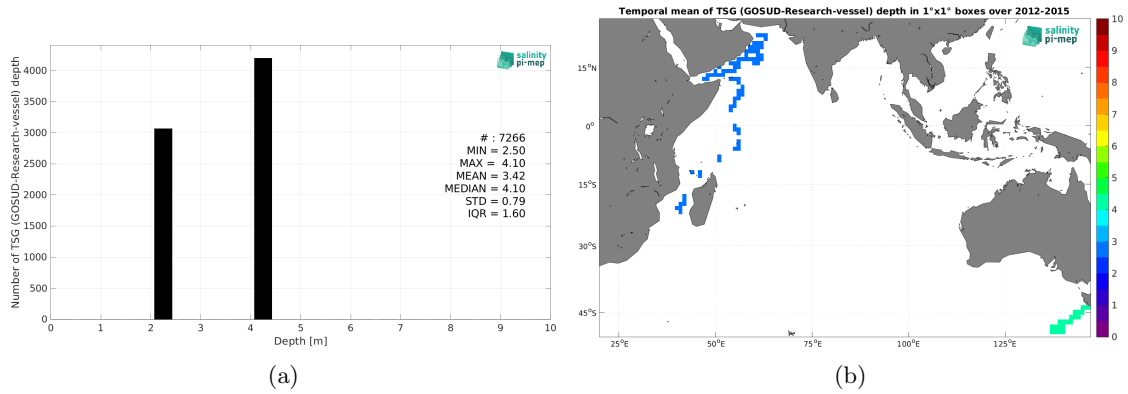 salinity
pi-mep
Number of TSG (GOSUD-Research-vessel) depth
4000
3500
3000
2500
2000
1500
1000
500
0
# : 7266
MIN = 2.50
MAX = 4.10
MEAN = 3.42
MEDIAN = 4.10
STD = 0.79
IQR = 1.60
0 1 2 3 4 5 6 7 8 9 10
Depth [m]
(a)
Temporal mean of TSG (GOSUD-Research-vessel) depth in 1°x1° boxes over 2012-2015
salinity
pi-mep
15°N
0°
15°S
30°S
45°S
25°E 50°E 75°E 100°E 125°E
10
9
8
7
6
5
4
3
2
1
0
(b)